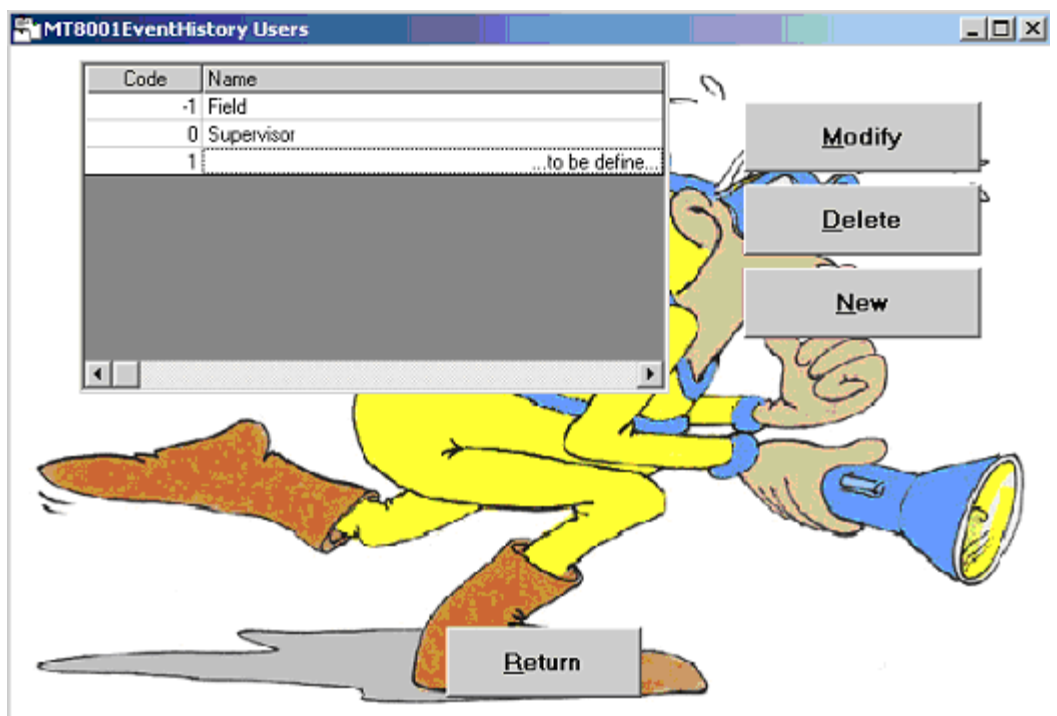 MT8001EventHistory Users
Code Name
-1 Field
0 Supervisor
1 ...to be define...
Modify
Delete
New
Return